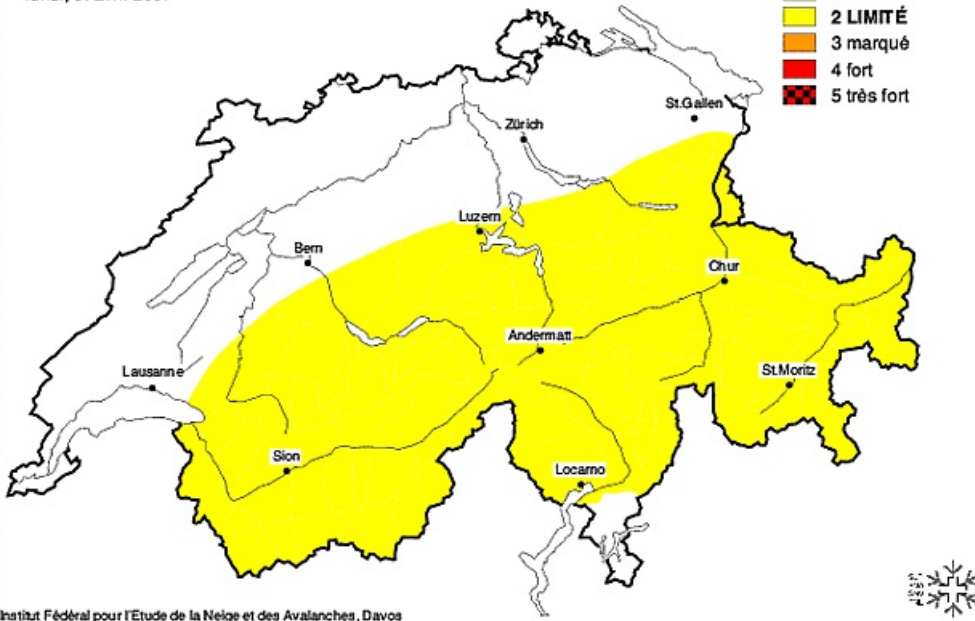 2 LIMITÉ
3 marqué
4 fort
5 très fort
St.Gallen
Zürich
Luzern
Bern
Chur
Andermatt
Lausanne
St.Moritz
Sion
Locarno
Institut Fédéral pour l'Etude de la Neige et des Avalanches, Davos